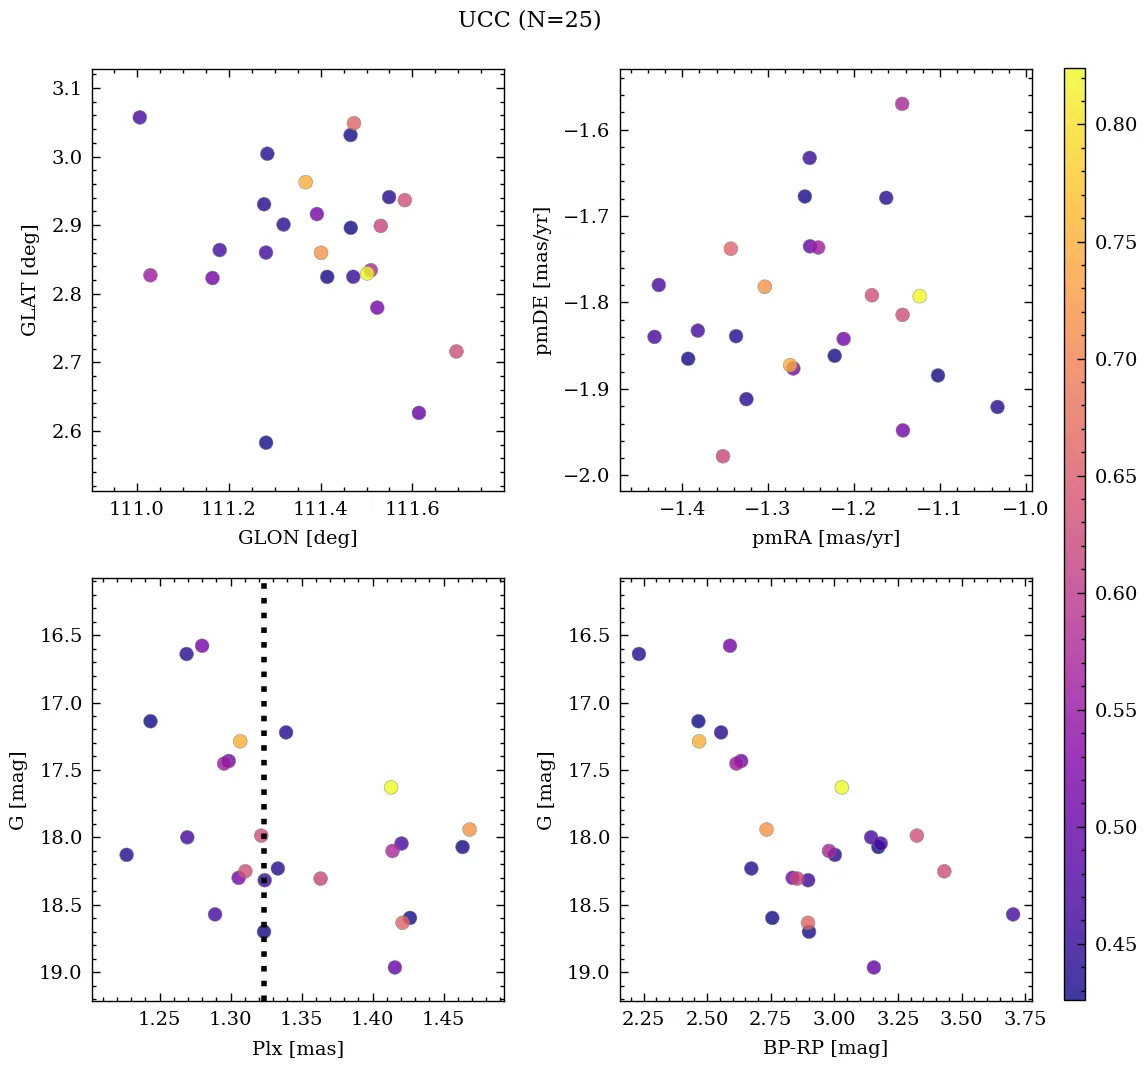 UCC (N=25)
3.1
3.0
2.9
2.8
2.7
2.6
GLAT [deg]
111.0 111.2 111.4 111.6
GLON [deg]
−1.6
−1.7
−1.8
−1.9
−2.0
pmDE [mas/yr]
−1.4 −1.3 −1.2 −1.1 −1.0
pmRA [mas/yr]
16.5
17.0
17.5
18.0
18.5
19.0
G [mag]
1.25 1.30 1.35 1.40 1.45
Plx [mas]
16.5
17.0
17.5
18.0
18.5
19.0
G [mag]
2.25 2.50 2.75 3.00 3.25 3.50 3.75
BP-RP [mag]
0.80
0.75
0.70
0.65
0.60
0.55
0.50
0.45